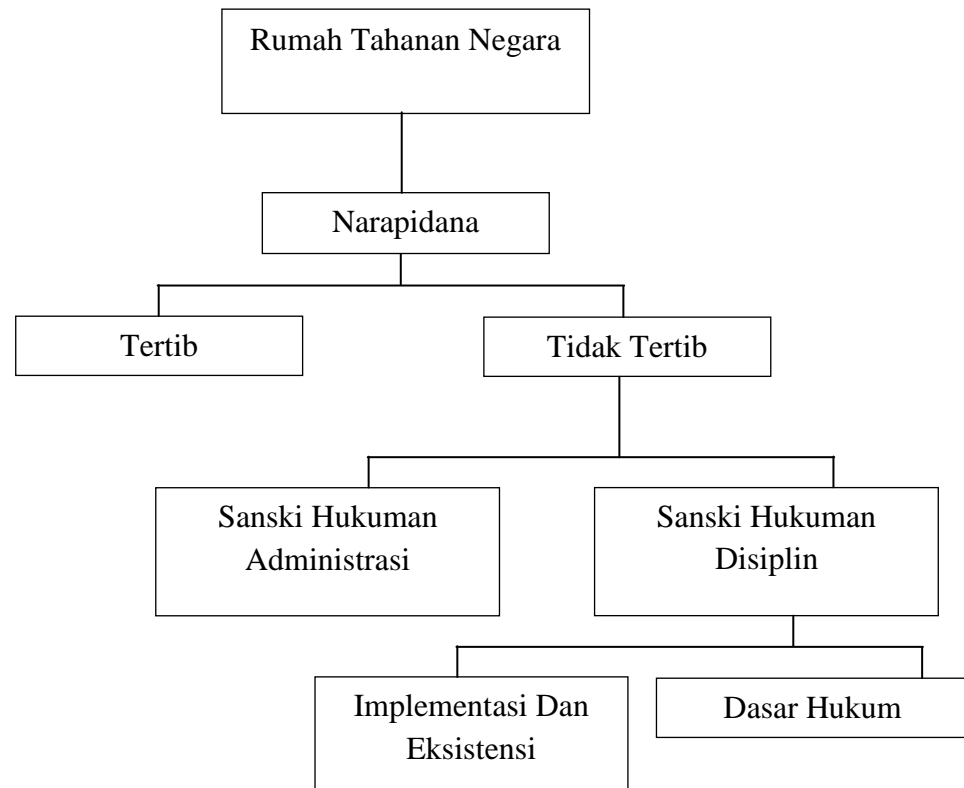 Rumah Tahanan Negara
Narapidana
Tertib
Tidak Tertib
Sanski Hukuman
Administrasi
Sanski Hukuman
Disiplin
Implementasi Dan
Eksistensi
Dasar Hukum